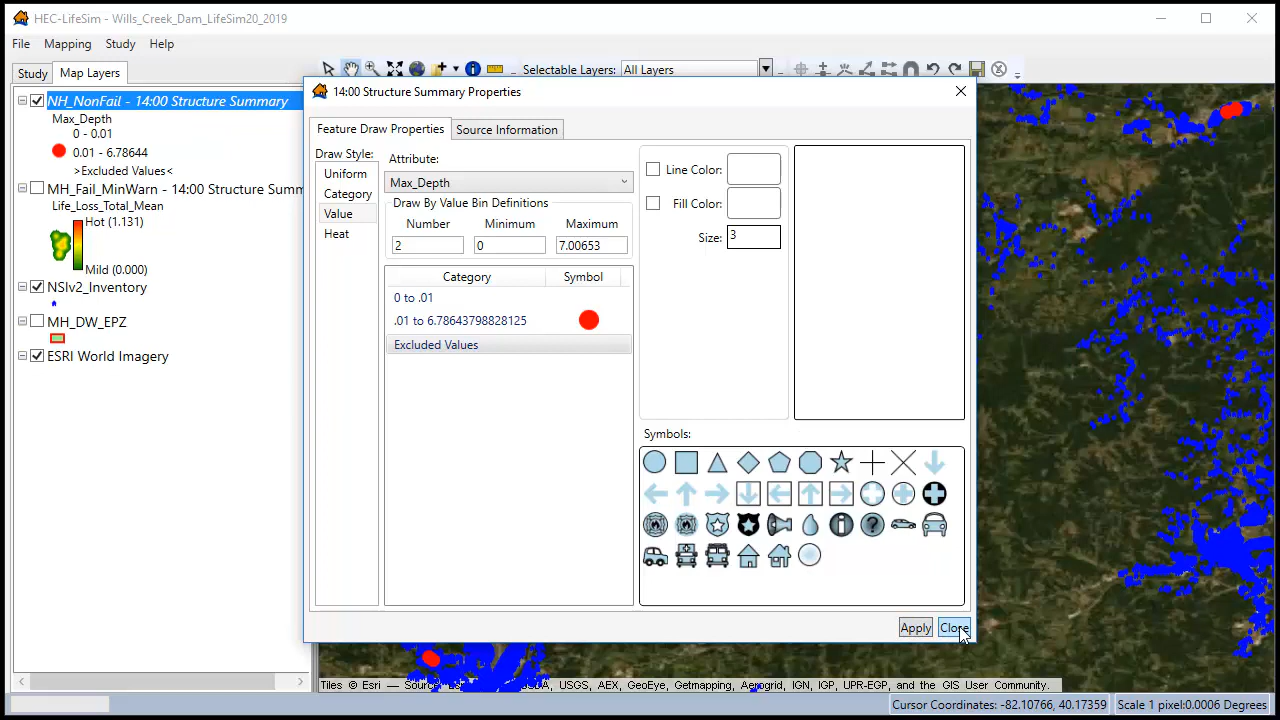 HEC-LifeSim - Wills_Creek_Dam_LifeSim20_2019
File Mapping Study Help
Study Map Layers
Selectable Layers: All Layers
NH_NonFail - 14:00 Structure Summary
Max_Depth
0 - 0.01
0.01 - 6.78644
>Excluded Values<
MH_Fail_MinWarn - 14:00 Structure Summ
Life_Loss_Total_Mean
Hot (1.131)
Mild (0.000)
NSIv2_Inventory
MH_DW_EPZ
ESRI World Imagery
14:00 Structure Summary Properties
Feature Draw Properties Source Information
Draw Style:
Uniform
Category
Value
Heat
Attribute:
Max_Depth
Draw By Value Bin Definitions
Number Minimum Maximum
2 0 7.00653
Category Symbol
0 to .01
.01 to 6.78643798828125
Excluded Values
Line Color:
Fill Color:
Size: 3
Symbols:
Apply Close
Tiles © Esri — Source: Esri USDA, USGS, AEX, GeoEye, Getmapping, Aerogrid, IGN, IGP, UPR-EGP, and the GIS User Community.
Cursor Coordinates: -82.10766, 40.17359 Scale 1 pixel:0.0006 Degrees